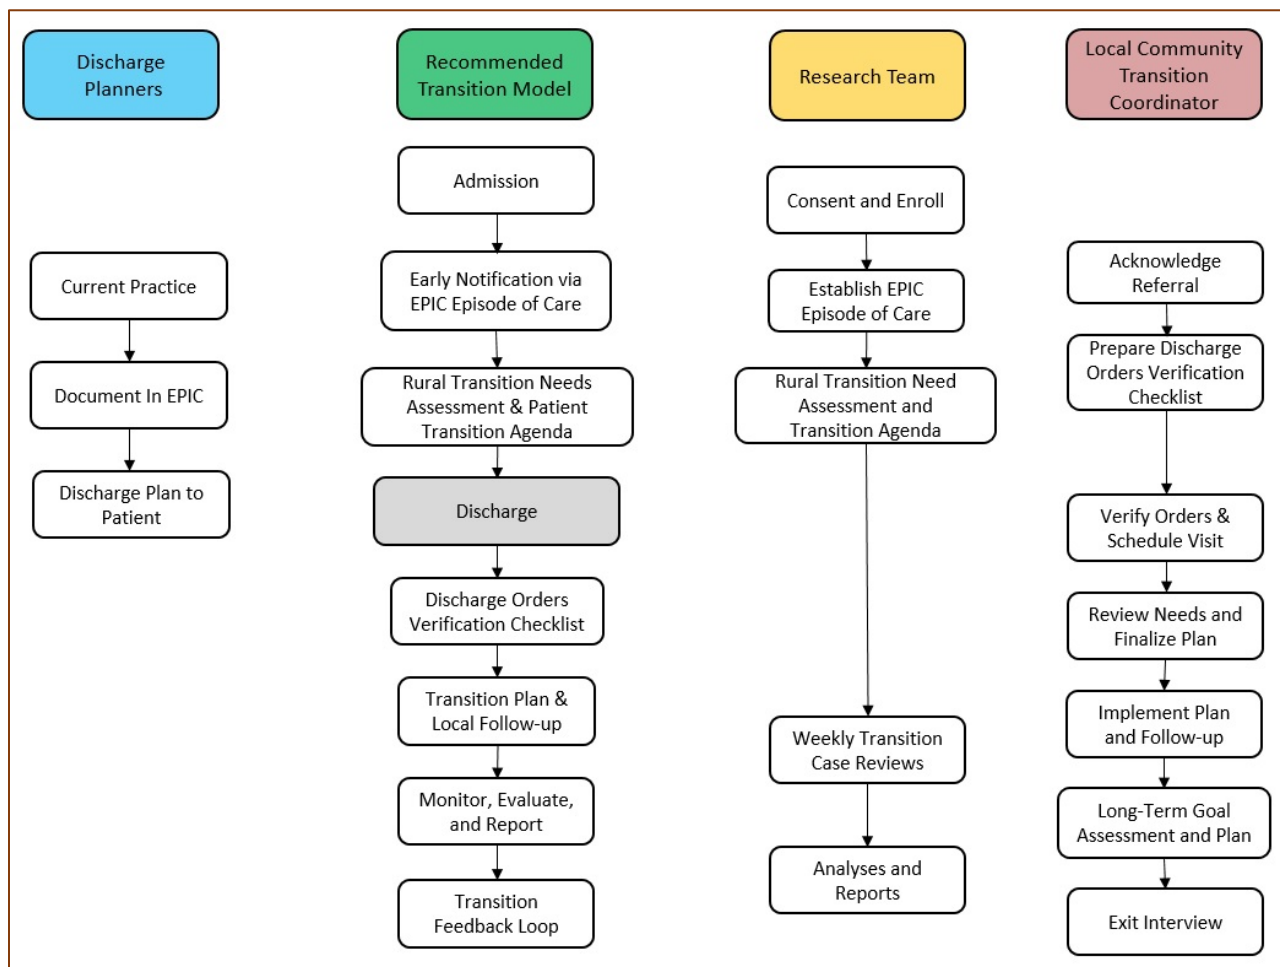 Discharge
Planners
Recommended
Transition Model
Research Team
Local Community
Transition
Coordinator
Current Practice
Document In EPIC
Discharge Plan to
Patient
Admission
Early Notification via
EPIC Episode of Care
Rural Transition Needs
Assessment & Patient
Transition Agenda
Discharge
Discharge Orders
Verification Checklist
Transition Plan &
Local Follow-up
Monitor, Evaluate,
and Report
Transition
Feedback Loop
Consent and Enroll
Establish EPIC
Episode of Care
Rural Transition Need
Assessment and
Transition Agenda
Weekly Transition
Case Reviews
Analyses and
Reports
Acknowledge
Referral
Prepare Discharge
Orders Verification
Checklist
Verify Orders &
Schedule Visit
Review Needs and
Finalize Plan
Implement Plan
and Follow-up
Long-Term Goal
Assessment and Plan
Exit Interview